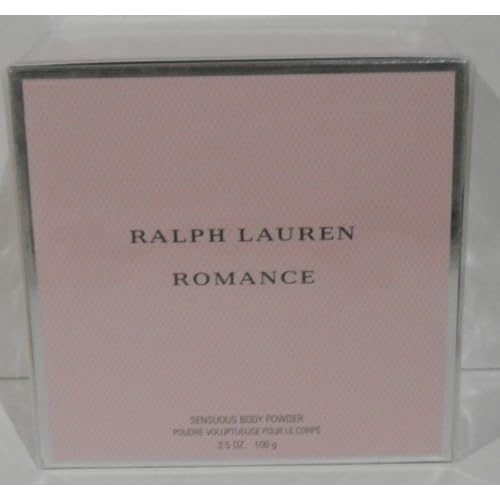 RALPH LAUREN
ROMANCE
SENSUOUS BODY POWDER
POUDRE VOLUPTUEUSE POUR LE CORPS
3.5 OZ. 100 g